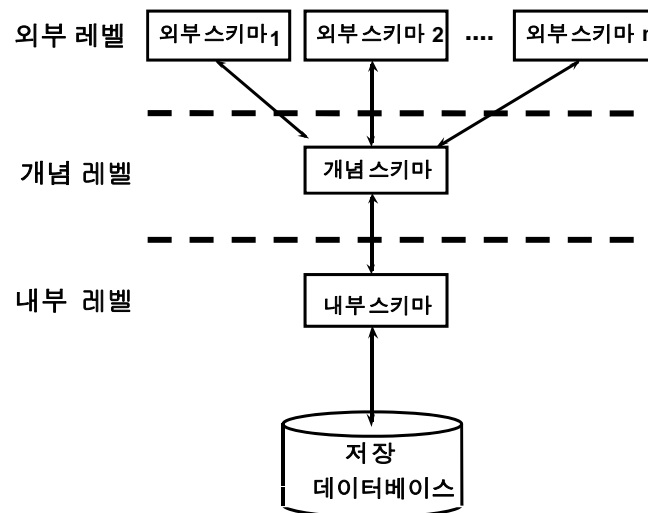 외부 레벨 외부스키마1 외부스키마 2 .... 외부스키마 n
개념 레벨 개념스키마
내부 레벨 내부스키마
저장
데이터베이스